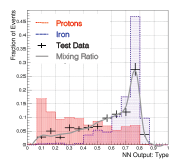 Fraction of Events
0.45
0.4
0.35
0.3
0.25
0.2
0.15
0.1
0.05
0
Protons
Iron
Test Data
Mixing Ratio
0 0.1 0.2 0.3 0.4 0.5 0.6 0.7 0.8 0.9 1
NN Output: Type